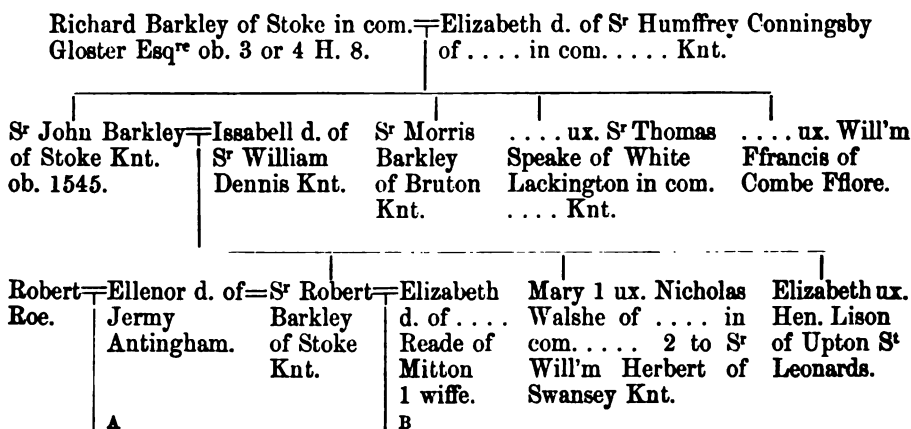 Richard Barkley of Stoke in com.
Gloster Esqʳᵉ ob. 3 or 4 H. 8.
Elizabeth d. of Sʳ Humffrey Conningsby
of . . . . in com. . . . . Knt.
Sʳ John Barkley
of Stoke Knt.
ob. 1545.
Issabell d. of
Sʳ William
Dennis Knt.
Sʳ Morris
Barkley
of Bruton
Knt.
. . . . ux. Sʳ Thomas
Speake of White
Lackington in com.
. . . . Knt.
. . . . ux. Will'm
Ffrancis of
Combe Fflore.
Robert
Roe.
Ellenor d. of
Jermy
Antingham.
Sʳ Robert
Barkley
of Stoke
Knt.
Elizabeth
d. of . . . .
Reade of
Mitton
1 wiffe.
Mary 1 ux. Nicholas
Walshe of . . . . in
com. . . . . 2 to Sʳ
Will'm Herbert of
Swansey Knt.
Elizabeth ux.
Hen. Lison
of Upton Sᵗ
Leonards.
A
B